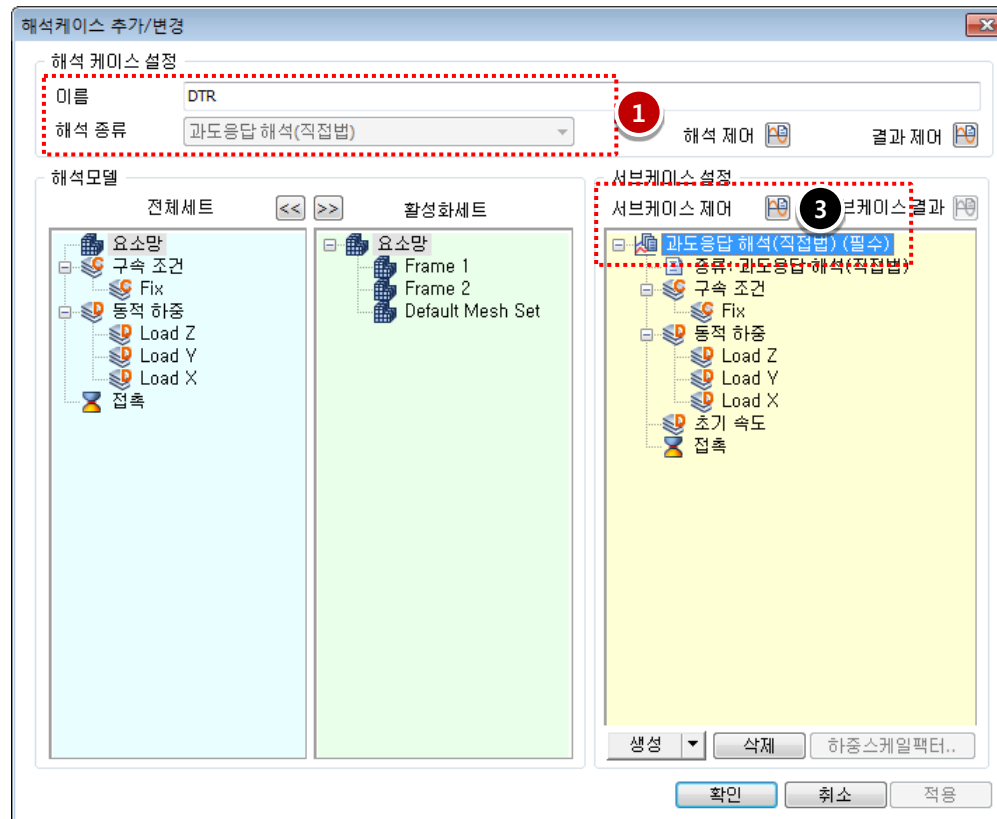 해석케이스 추가/변경
해석 케이스 설정
이름 DTR
해석 종류 과도응답 해석(직접법)
1
해석 제어 결과 제어
해석모델
전체세트 << >> 활성화세트
요소망
구속 조건
Fix
동적 하중
Load Z
Load Y
Load X
접촉
요소망
Frame 1
Frame 2
Default Mesh Set
서브케이스 설정
서브케이스 제어 3 브케이스 결과
과도응답 해석(직접법) (필수)
종류: 과도응답 해석(직접법)
구속 조건
Fix
동적 하중
Load Z
Load Y
Load X
초기 속도
접촉
생성 삭제 하중스케일팩터..
확인 취소 적용